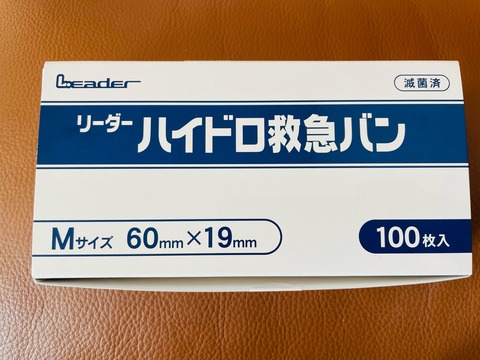 Leader
滅菌済
リーダー ハイドロ救急バン
Mサイズ 60mm×19mm
100枚入